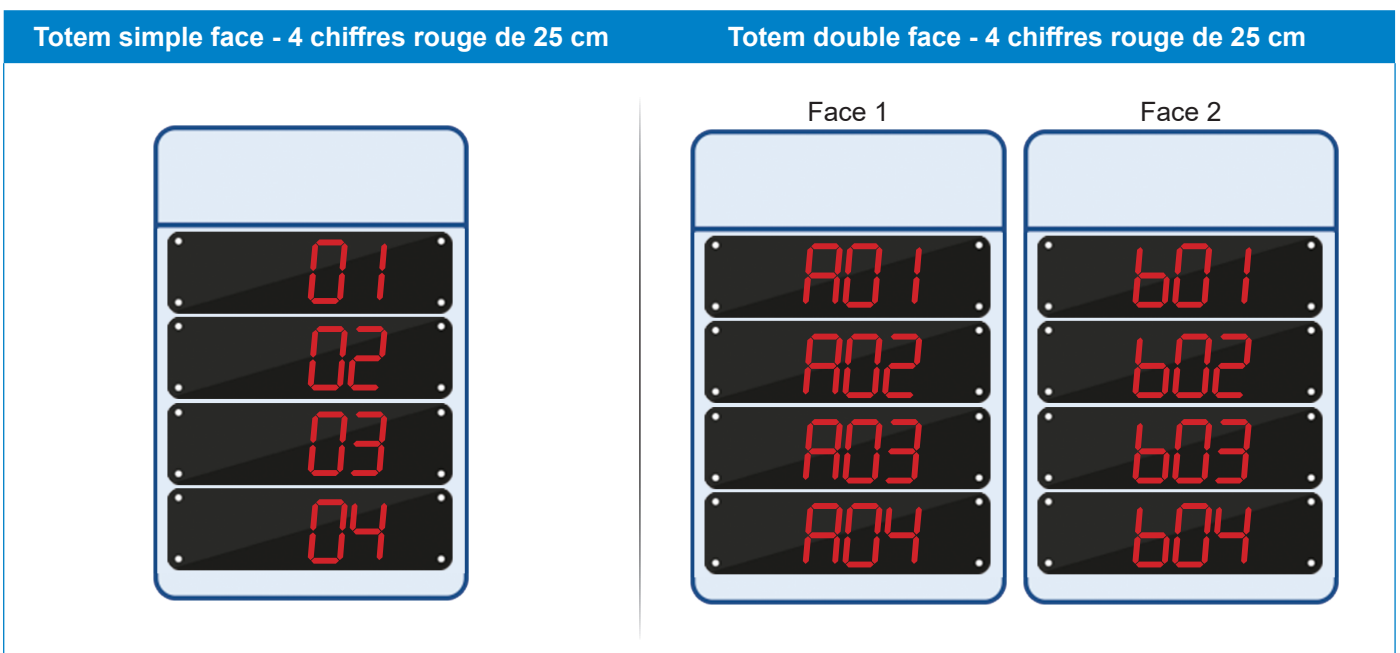 Totem simple face - 4 chiffres rouge de 25 cm
01
02
03
04
Totem double face - 4 chiffres rouge de 25 cm
Face 1
A01
A02
A03
A04
Face 2
b01
b02
b03
b04